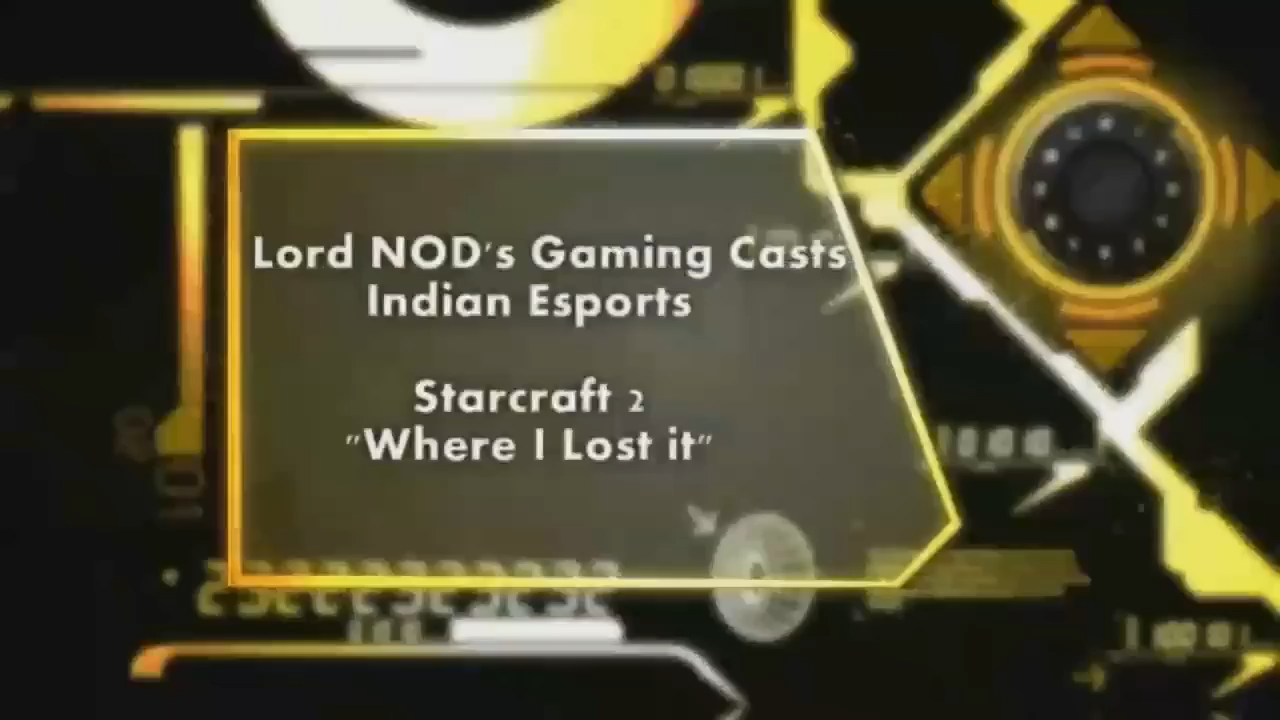 Lord NOD's Gaming Casts
Indian Esports
Starcraft 2
"Where I Lost it"